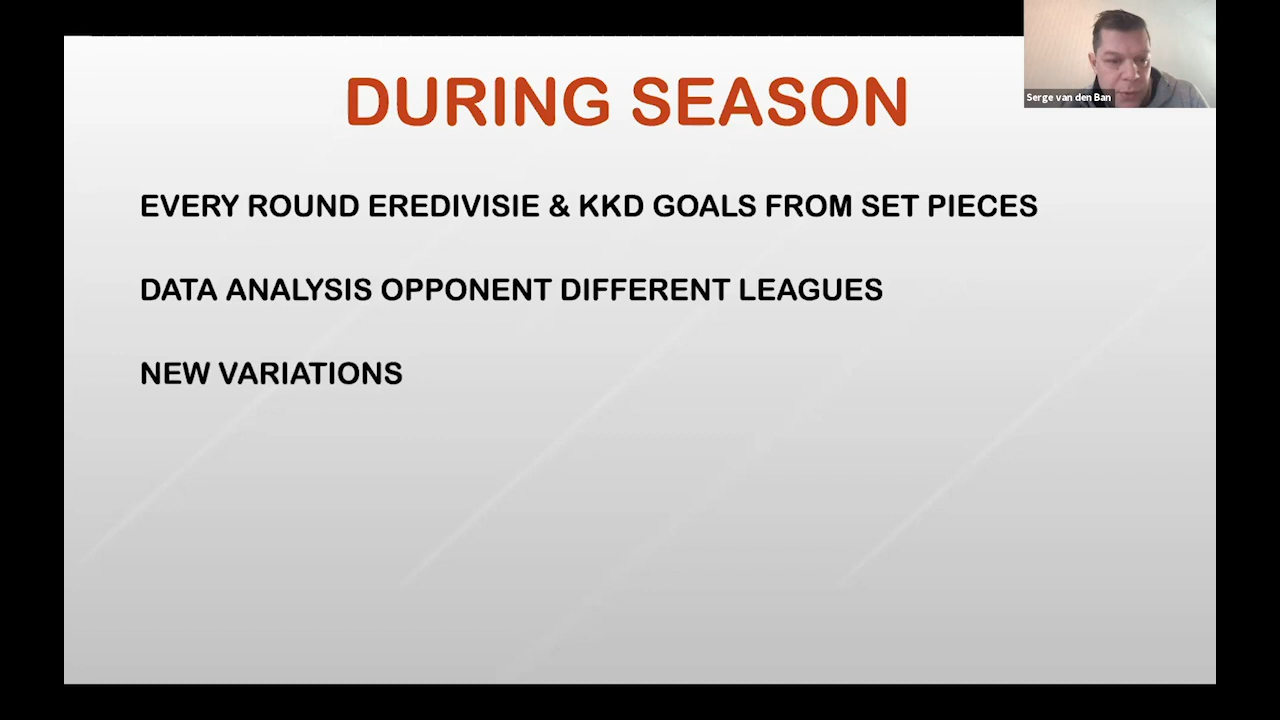 DURING SEASON
Serge van den Ban
EVERY ROUND EREDIVISIE & KKD GOALS FROM SET PIECES
DATA ANALYSIS OPPONENT DIFFERENT LEAGUES
NEW VARIATIONS